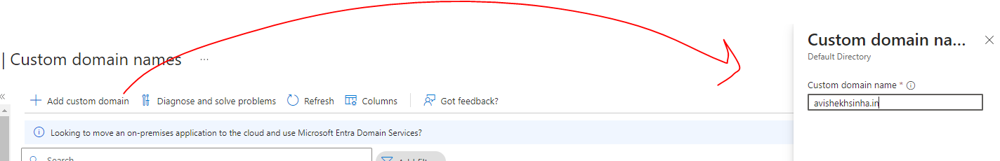 Custom domain names ...
Add custom domain Diagnose and solve problems Refresh Columns Got feedback?
Looking to move an on-premises application to the cloud and use Microsoft Entra Domain Services?
Search
Custom domain na...
Default Directory
Custom domain name *
avishekhsinha.in